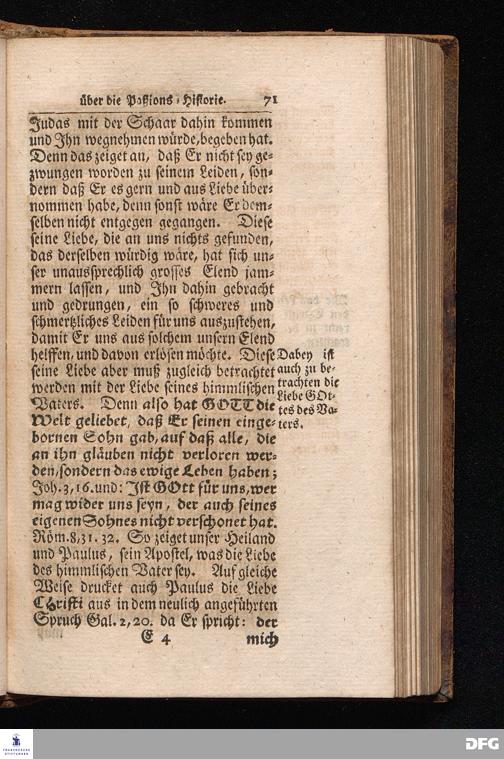 über die Paßions-Historie. 71
Judas mit der Schaar dahin kommen
und Jhn wegnehmen würde, begeben hat.
Denn das zeiget an, daß Er nicht sey ge-
zwungen worden zu seinem Leiden, son-
dern daß Er es gern und aus Liebe über-
nommen habe, denn sonst wäre Er dem-
selben nicht entgegen gegangen. Diese
seine Liebe, die an uns nichts gefunden,
das derselben würdig wäre, hat sich un-
ser unaussprechlich grosses Elend jam-
mern lassen, und Jhn dahin gebracht
und gedrungen, ein so schweres und
schmertzliches Leiden für uns auszustehen,
damit Er uns aus solchem unsern Elend
helffen, und davon erlösen möchte. Diese
seine Liebe aber muß zugleich betrachtet
werden mit der Liebe seines himmlischen
Vaters. Denn also hat GOTT die
Welt geliebet, daß Er seinen einge-
bornen Sohn gab, auf daß alle, die
an ihn gläuben nicht verloren wer-
den, sondern das ewige Leben haben;
Joh. 3, 16. und: Jst GOtt für uns, wer
mag wider uns seyn, der auch seines
eigenen Sohnes nicht verschonet hat.
Röm. 8, 31. 32. So zeiget unser Heiland
und Paulus, sein Apostel, was die Liebe
des himmlischen Vater sey. Auf gleiche
Weise drucket auch Paulus die Liebe
Christi aus in dem neulich angeführten
Spruch Gal. 2, 20. da Er spricht: der
E 4 mich
Dabey ist
auch zu be-
trachten die
Liebe GOt-
tes des Va-
ters.
FRANCKESCHE
STIFTUNGEN
DFG